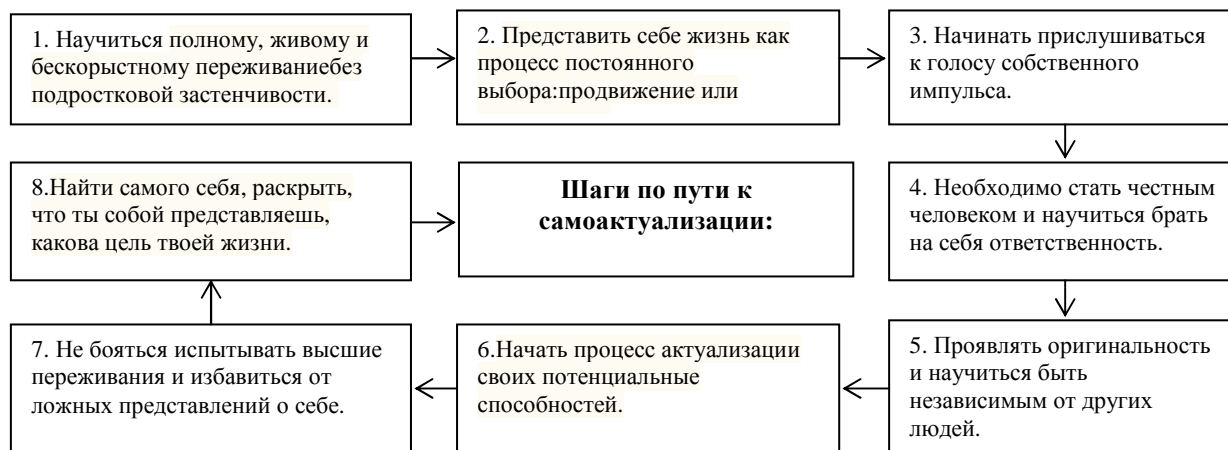 1. Научиться полному, живому и
бескорыстному переживаниебез
подростковой застенчивости.
2. Представить себе жизнь как
процесс постоянного
выбора:продвижение или
3. Начинать прислушиваться
к голосу собственного
импульса.
8.Найти самого себя, раскрыть,
что ты собой представляешь,
какова цель твоей жизни.
Шаги по пути к
самоактуализации:
4. Необходимо стать честным
человеком и научиться брать
на себя ответственность.
7. Не бояться испытывать высшие
переживания и избавиться от
ложных представлений о себе.
6.Начать процесс актуализации
своих потенциальные
способностей.
5. Проявлять оригинальность
и научиться быть
независимым от других
людей.